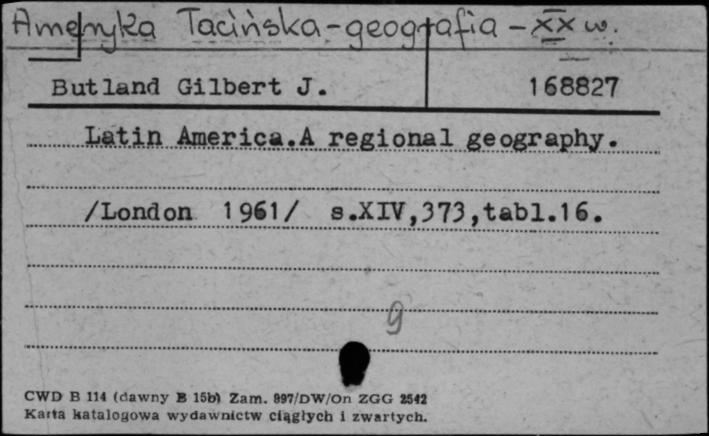 Ameryka Łacińska - geografia - XX w.
Butland Gilbert J. 168827
Latin America.A regional geography.
/London 1961/ s.XIV,373,tabl.16.
9
CWD B 114 (dawny B 15b) Zam. 997/DW/On ZGG 2542
Karta katalogowa wydawnictw ciągłych i zwartych.